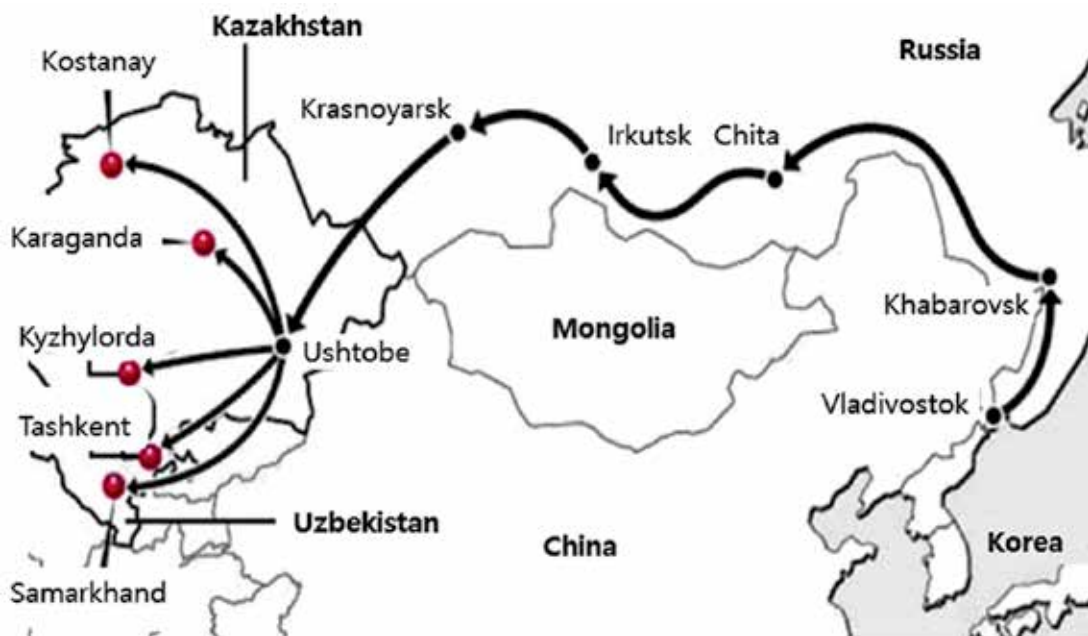 Kazakhstan
Kostanay
Russia
Krasnoyarsk
Irkutsk
Chita
Karaganda
Khabarovsk
Mongolia
Kyzhylorda
Ushtobe
Vladivostok
Tashkent
Uzbekistan
China
Korea
Samarkhand